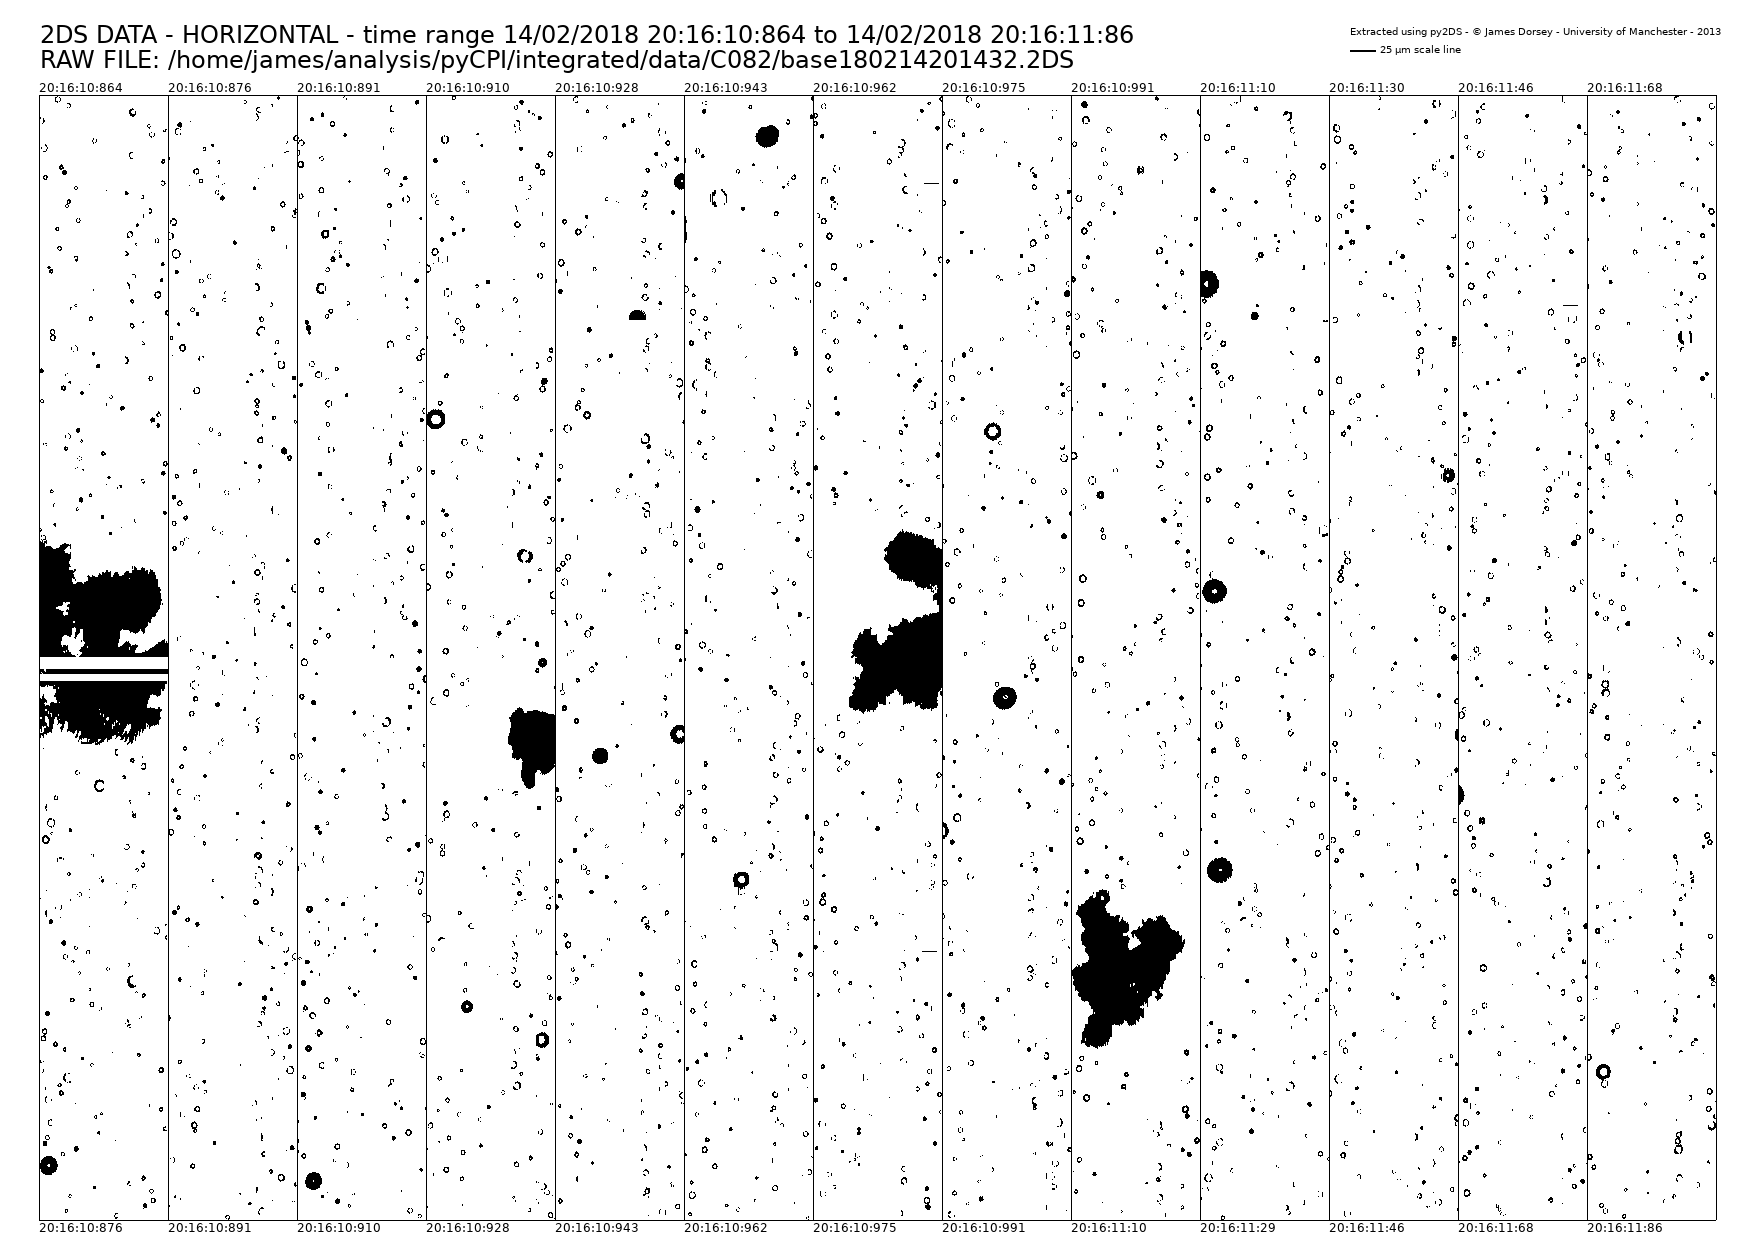 2DS DATA - HORIZONTAL - time range 14/02/2018 20:16:10:864 to 14/02/2018 20:16:11:86
RAW FILE: /home/james/analysis/pyCPI/integrated/data/C082/base180214201432.2DS
Extracted using py2DS - © James Dorsey - University of Manchester - 2013
25 µm scale line
20:16:10:864 20:16:10:876 20:16:10:891 20:16:10:910 20:16:10:928 20:16:10:943 20:16:10:962 20:16:10:975 20:16:10:991 20:16:11:10 20:16:11:30 20:16:11:46 20:16:11:68
20:16:10:876 20:16:10:891 20:16:10:910 20:16:10:928 20:16:10:943 20:16:10:962 20:16:10:975 20:16:10:991 20:16:11:10 20:16:11:29 20:16:11:46 20:16:11:68 20:16:11:86